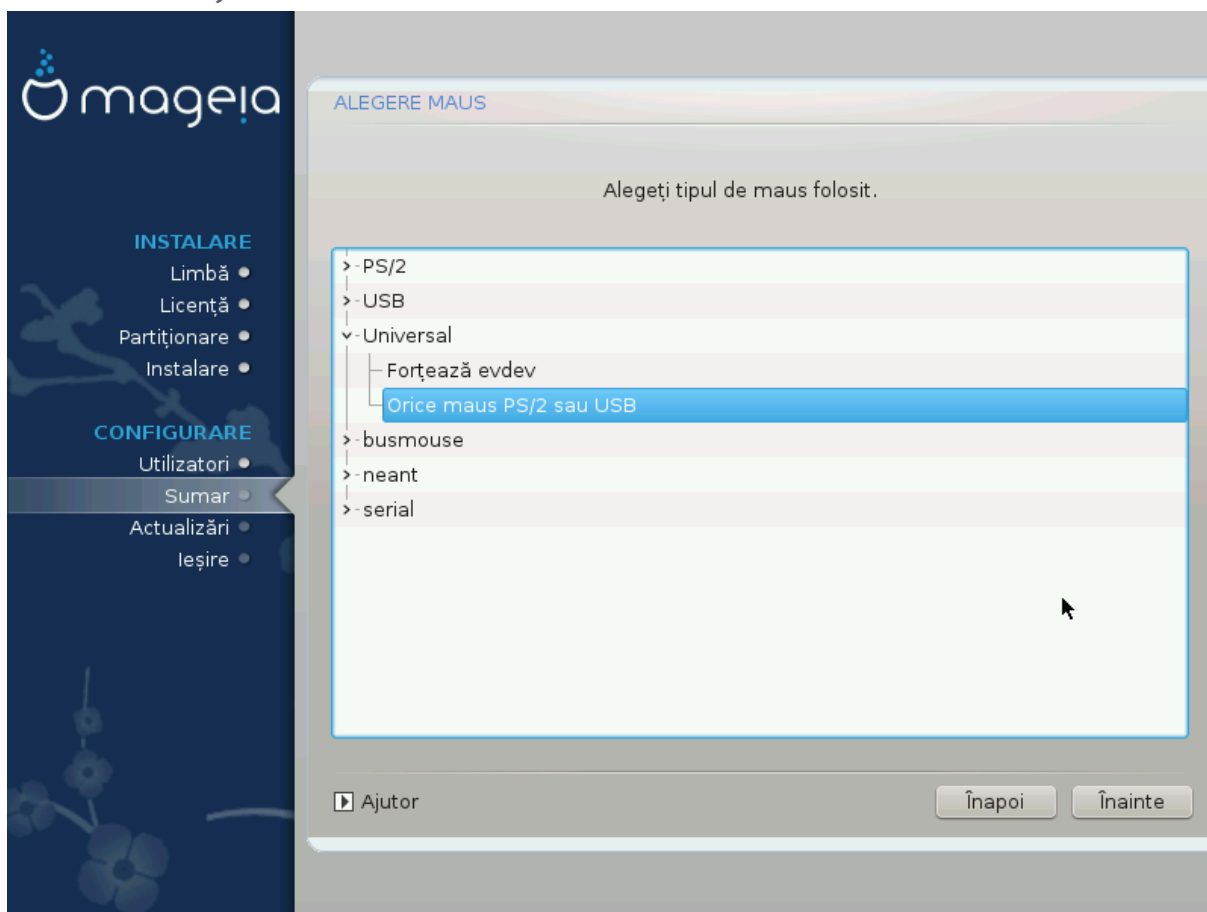 mageia
ALEGERE MAUS
Alegeți tipul de maus folosit.
INSTALARE
Limbă
Licență
Partiționare
Instalare
CONFIGURARE
Utilizatori
Sumar
Actualizări
Ieșire
PS/2
USB
Universal
Forțează evdev
Orice maus PS/2 sau USB
busmouse
neant
serial
Ajutor
Înapoi
Înainte